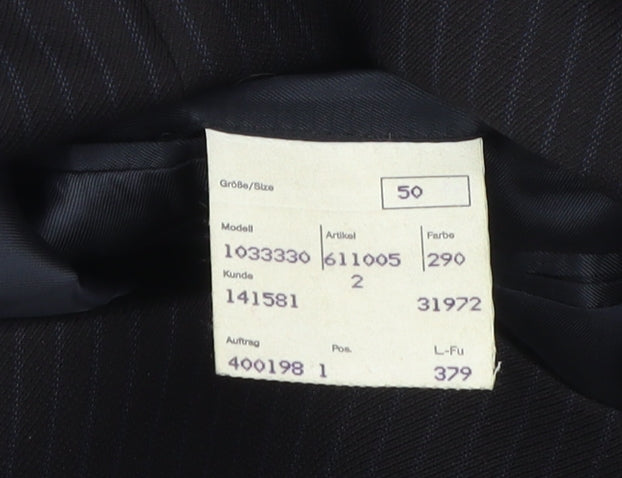 Größe/Size 50
Modell Artikel Farbe
1033330 611005 290
Kunde 2
141581 31972
Auftrag Pos. L.-Fu
400198 1 379